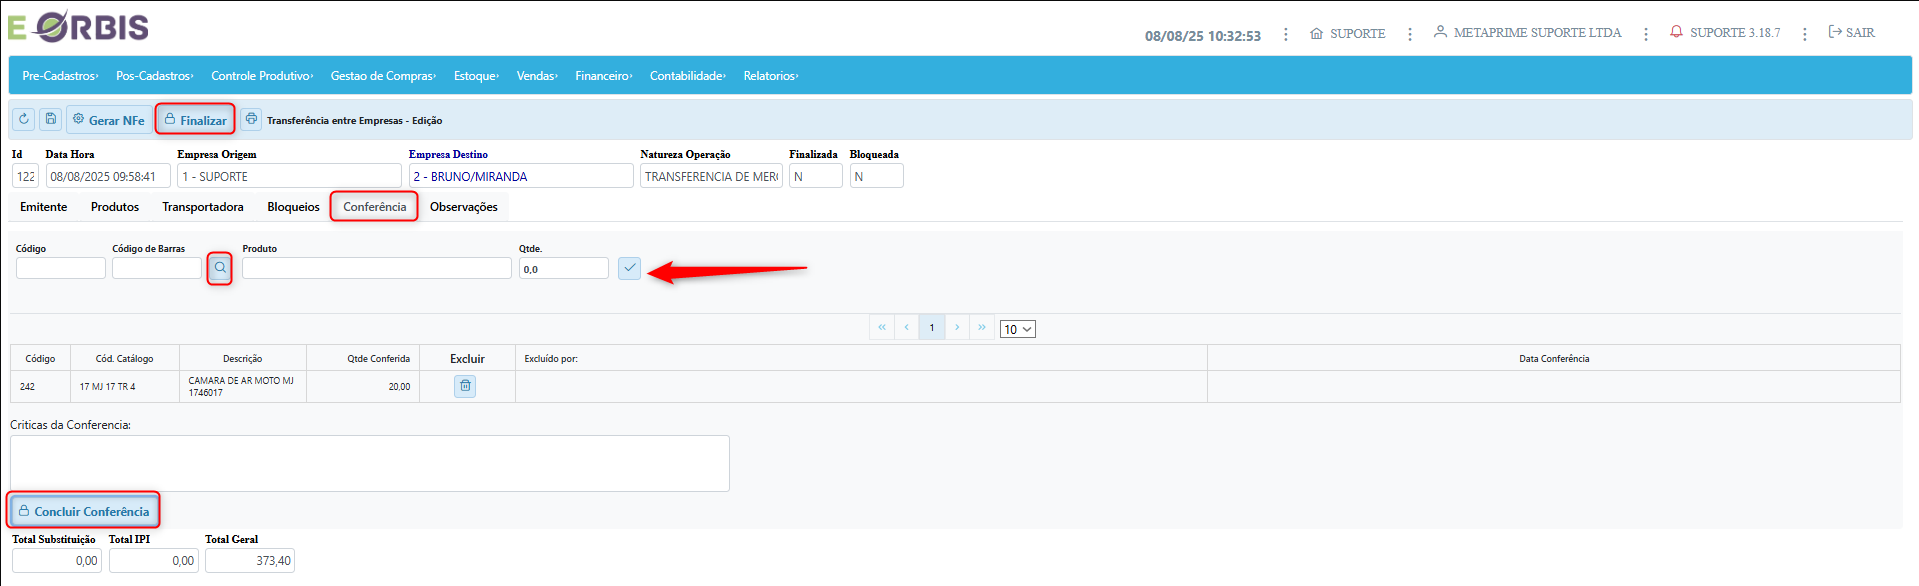 E ORBIS
08/08/25 10:32:53 SUPORTE METAPRIME SUPORTE LTDA SUPORTE 3.18.7 SAIR
Pre-Cadastros Pos-Cadastros Controle Produtivo Gestao de Compras Estoque Vendas Financeiro Contabilidade Relatorios
Gerar NFe Finalizar Transferência entre Empresas - Edição
Id Data Hora Empresa Origem Empresa Destino Natureza Operação Finalizada Bloqueada
122 08/08/2025 09:58:41 1 - SUPORTE 2 - BRUNO/MIRANDA TRANSFERENCIA DE MER N N
Emitente Produtos Transportadora Bloqueios Conferência Observações
Código Código de Barras Produto Qtde.
0,0
« ‹ 1 › » 10
Código Cód. Catálogo Descrição Qtde Conferida Excluir Excluído por: Data Conferência
242 17 MJ 17 TR 4 CAMARA DE AR MOTO MJ 20,00
1746017
Criticas da Conferencia:
Concluir Conferência
Total Substituição Total IPI Total Geral
0,00 0,00 373,40